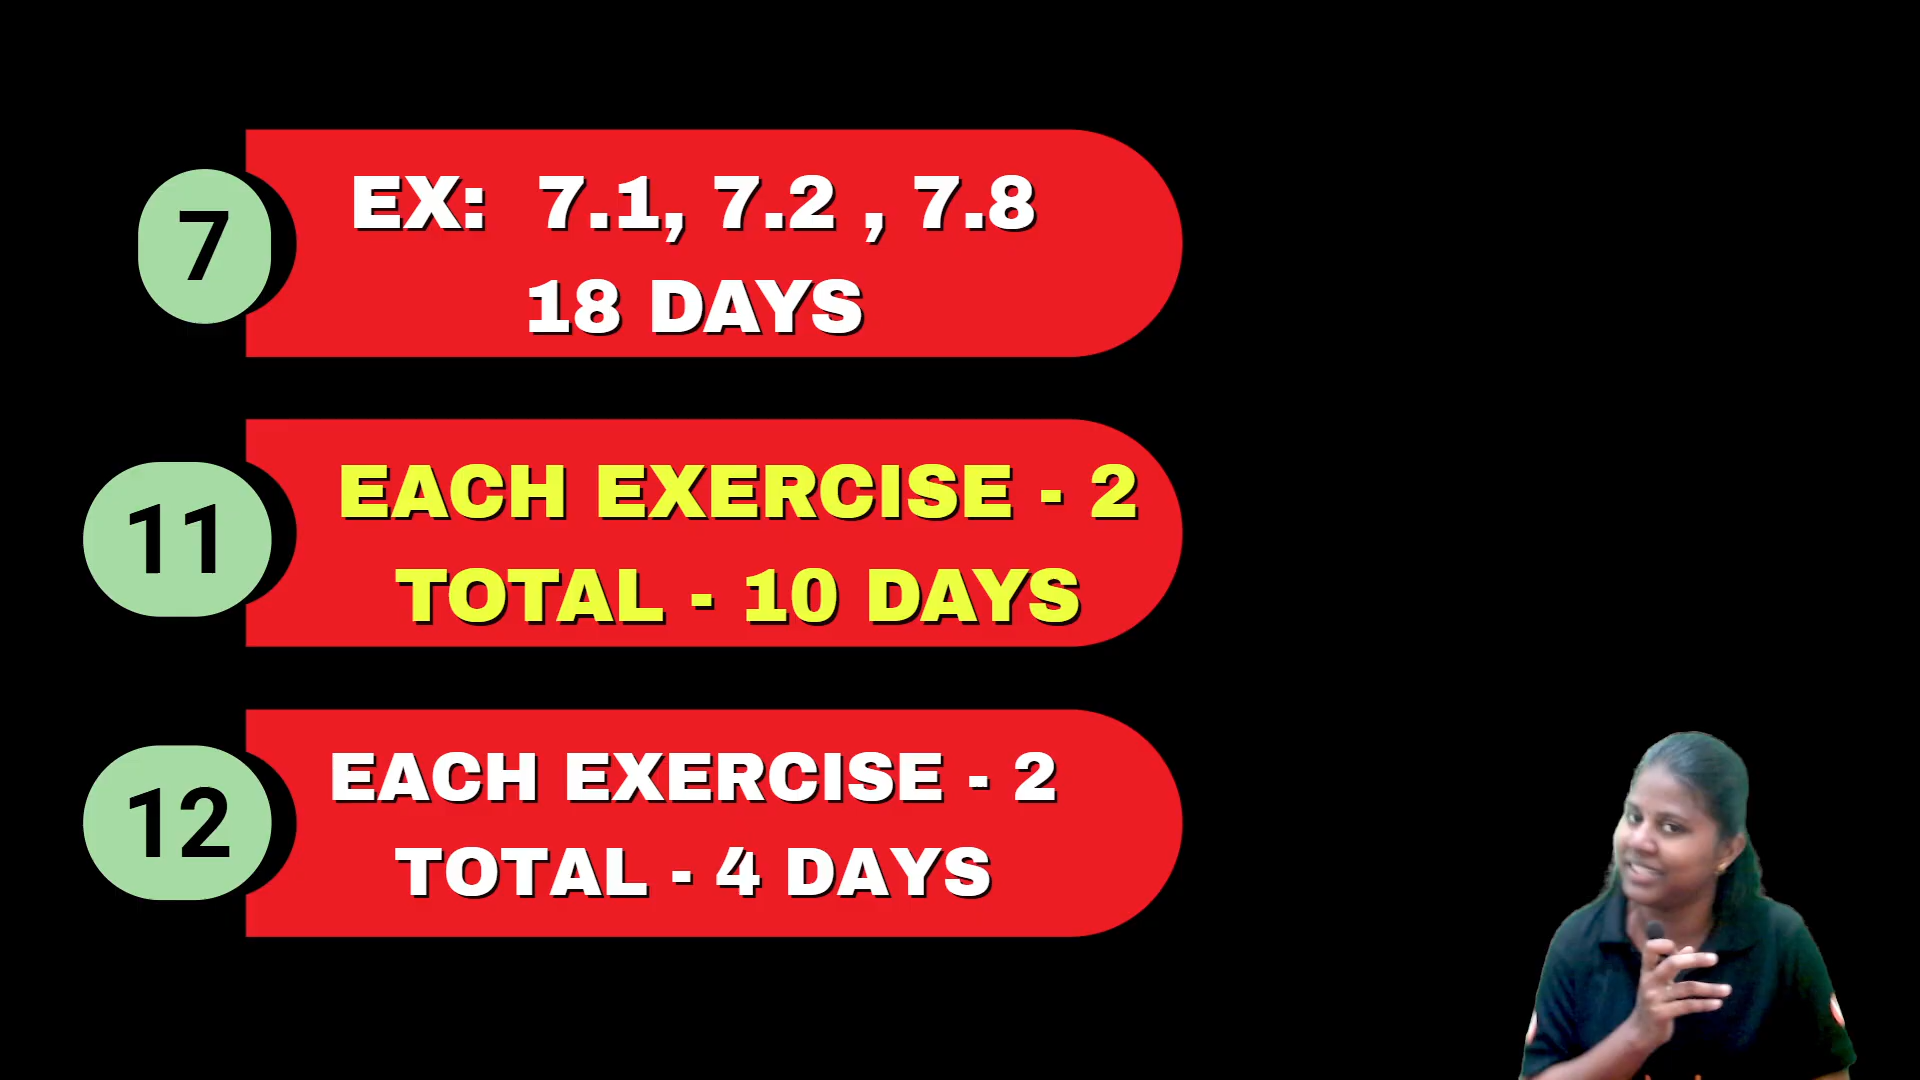 7
EX: 7.1, 7.2 , 7.8
18 DAYS
11
EACH EXERCISE - 2
TOTAL - 10 DAYS
12
EACH EXERCISE - 2
TOTAL - 4 DAYS